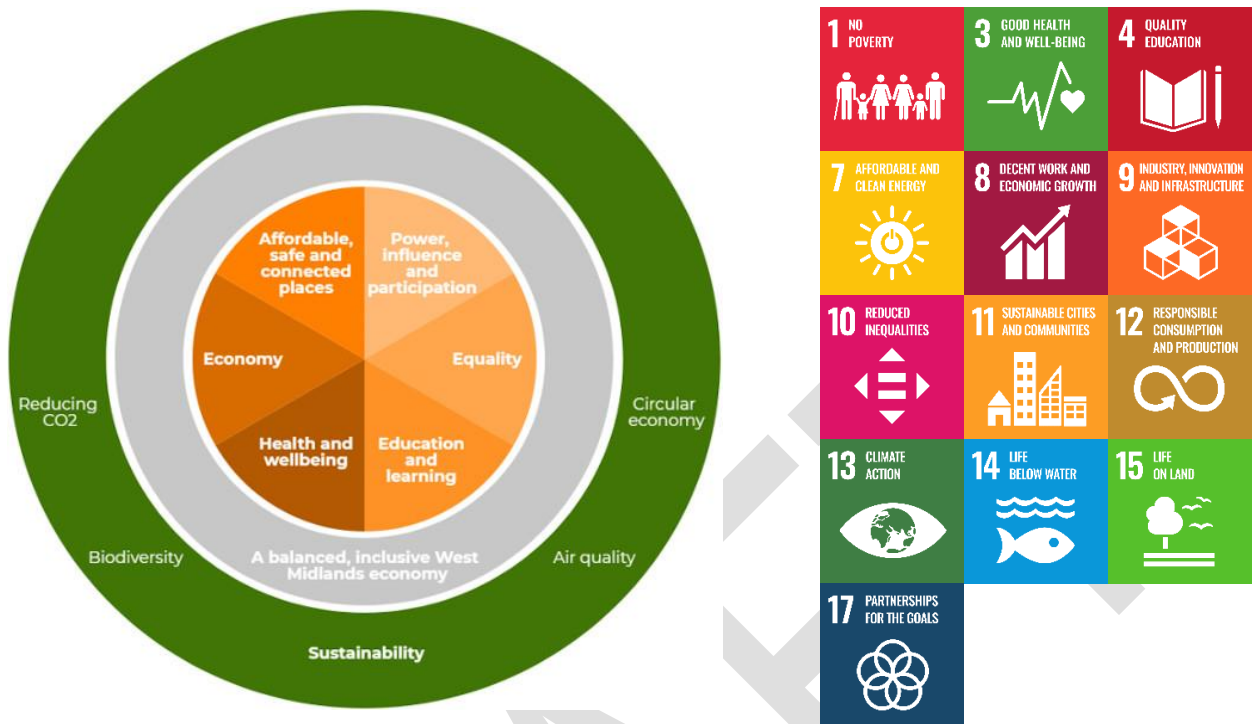 Affordable,
safe and
connected
places
Power,
influence
and
participation
Economy
Equality
Health and
wellbeing
Education
and
learning
Reducing
CO2
Circular
economy
Biodiversity
A balanced, inclusive West
Midlands economy
Air quality
Sustainability
1 NO
POVERTY
3 GOOD HEALTH
AND WELL-BEING
4 QUALITY
EDUCATION
7 AFFORDABLE AND
CLEAN ENERGY
8 DECENT WORK AND
ECONOMIC GROWTH
9 INDUSTRY, INNOVATION
AND INFRASTRUCTURE
10 REDUCED
INEQUALITIES
11 SUSTAINABLE CITIES
AND COMMUNITIES
12 RESPONSIBLE
CONSUMPTION
AND PRODUCTION
13 CLIMATE
ACTION
14 LIFE
BELOW WATER
15 LIFE
ON LAND
17 PARTNERSHIPS
FOR THE GOALS